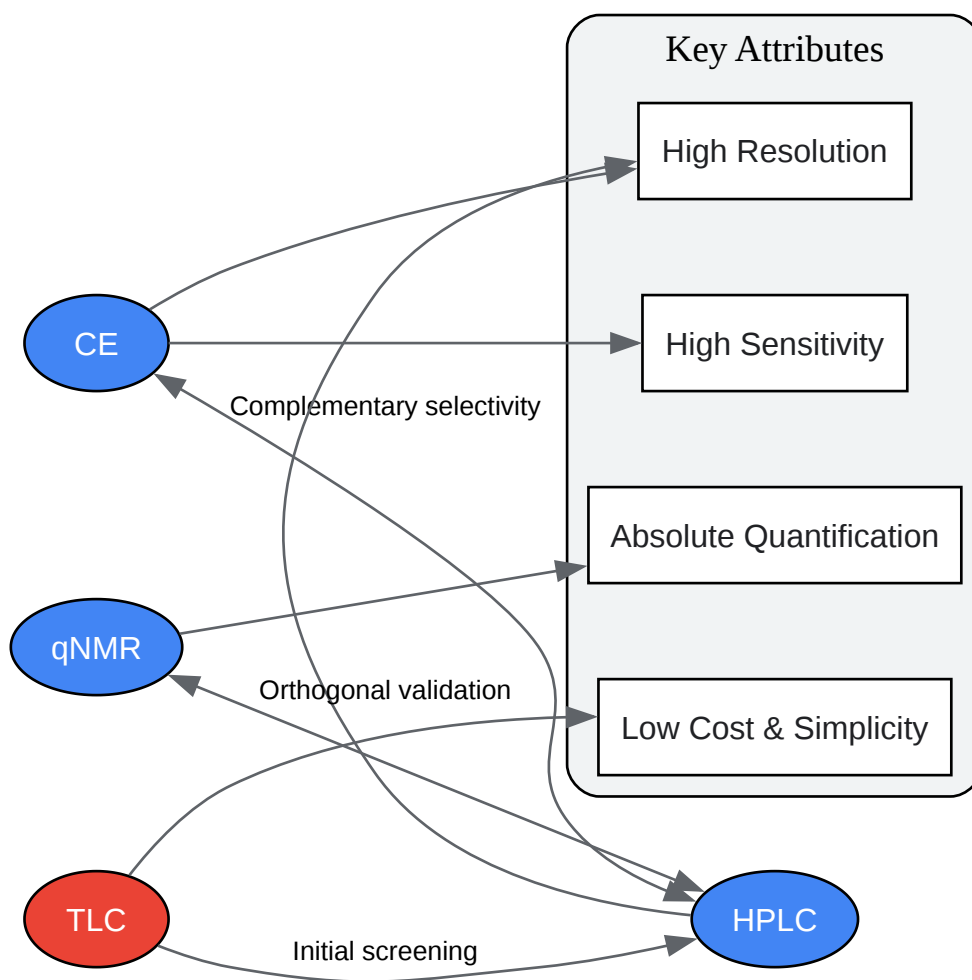 Key Attributes
High Resolution
CE
High Sensitivity
Complementary selectivity
Absolute Quantification
qNMR
Orthogonal validation
Low Cost & Simplicity
TLC
HPLC
Initial screening